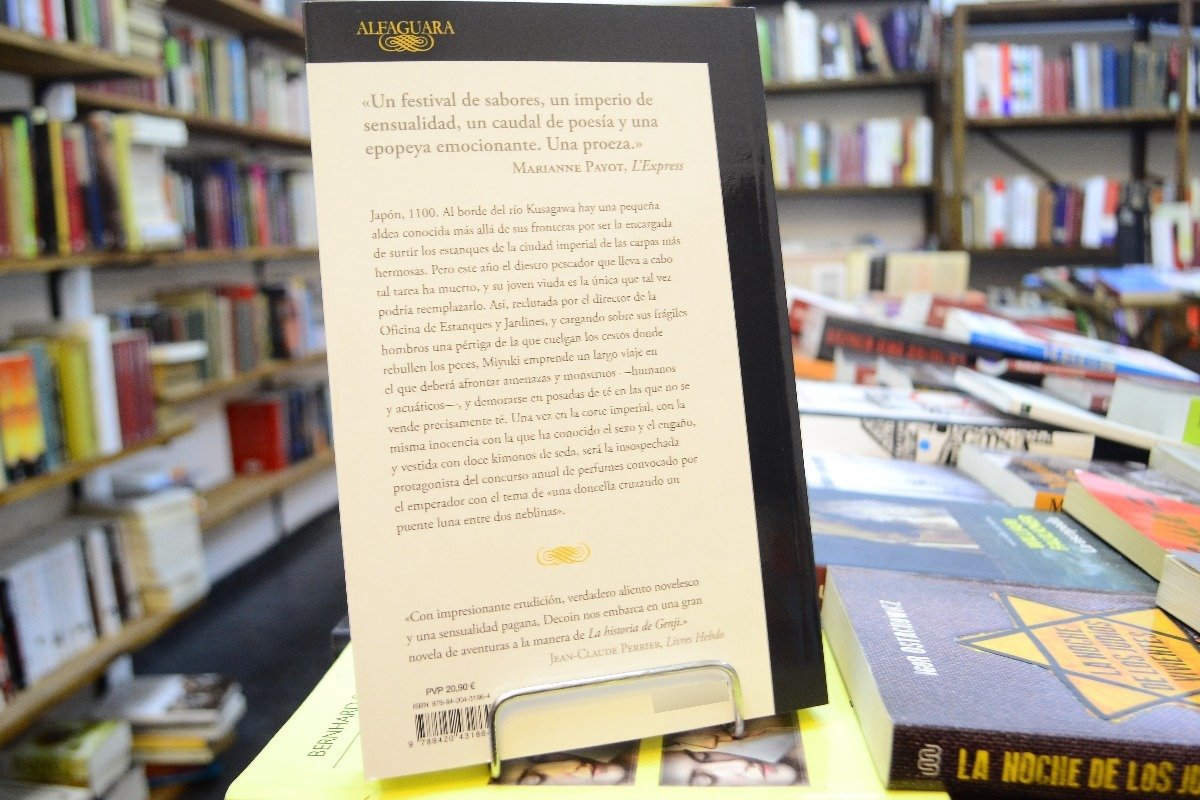 ALFAGUARA
«Un festival de sabores, un imperio de
sensualidad, un caudal de poesía y una
epopeya emocionante. Una proeza.»
MARIANNE PAYOT, L'Express
Japón, 1100. Al borde del río Kusagawa hay una pequeña
aldea conocida más allá de sus fronteras por ser la encargada
de surtir los estanques de la ciudad imperial de las carpas más
hermosas. Pero este año el diestro pescador que lleva a cabo
tal tarea ha muerto, y su joven viuda es la única que tal vez
podría reemplazarlo. Así, reclutada por el director de la
Oficina de Estanques y Jardines, y cargando sobre sus frágiles
hombros una pértiga de la que cuelgan los cestos donde
rebullen los peces, Miyuki emprende un largo viaje en
el que deberá afrontar amenazas y monstruos —humanos
y acuáticos—, y demorarse en posadas de té en las que no se
vende precisamente té. Una vez en la corte imperial, con la
misma inocencia con la que ha conocido el sexo y el engaño,
y vestida con doce kimonos de seda, será la insospechada
protagonista del concurso anual de perfumes convocado por
el emperador con el tema de «una doncella cruzando un
puente luna entre dos neblinas».
«Con impresionante erudición, verdadero aliento novelesco
y una sensualidad pagana, Decoin nos embarca en una gran
novela de aventuras a la manera de La historia de Genji.»
JEAN-CLAUDE PERRIER, Livres Hebdo
PVP 20,90 €
BERNHARD
LA NOCHE
DE LOS
LA NOCHE DE LOS